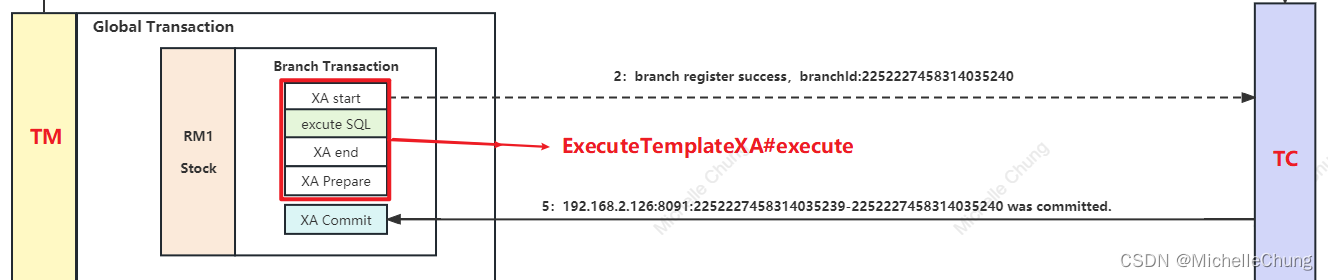 Global Transaction
TM
RM1
Stock
Branch Transaction
XA start
excute SQL
XA end
XA Prepare
XA Commit
2：branch register success，branchId:2252227458314035240
ExecuteTemplateXA#execute
5：192.168.2.126:8091:2252227458314035239-2252227458314035240 was committed.
TC
Michelle Chung
Michelle Chung
CSDN @MichelleChung